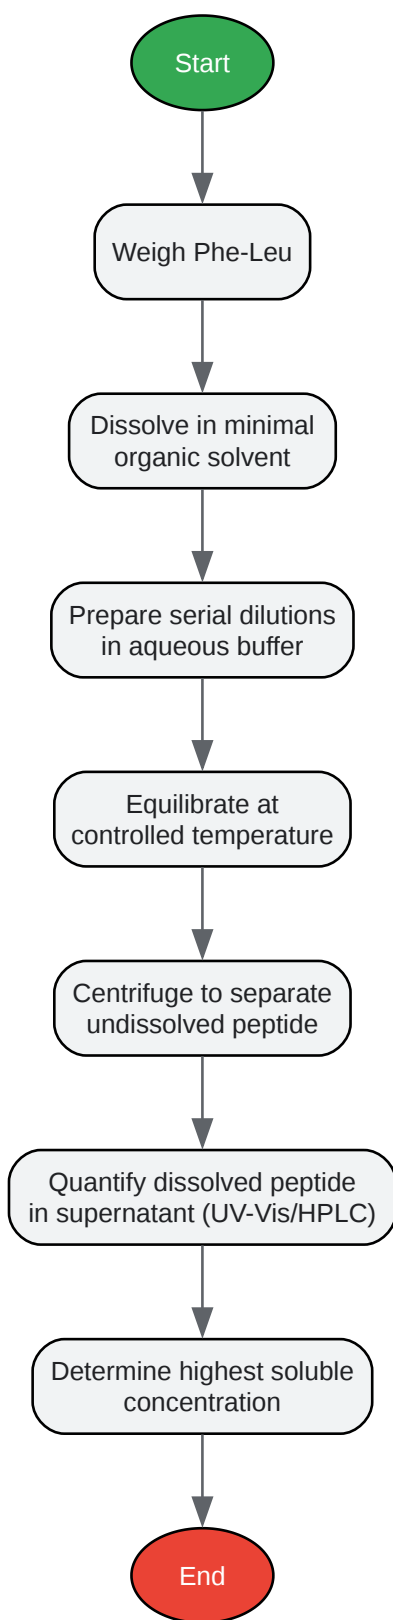 Start
Weigh Phe-Leu
Dissolve in minimal
organic solvent
Prepare serial dilutions
in aqueous buffer
Equilibrate at
controlled temperature
Centrifuge to separate
undissolved peptide
Quantify dissolved peptide
in supernatant (UV-Vis/HPLC)
Determine highest soluble
concentration
End